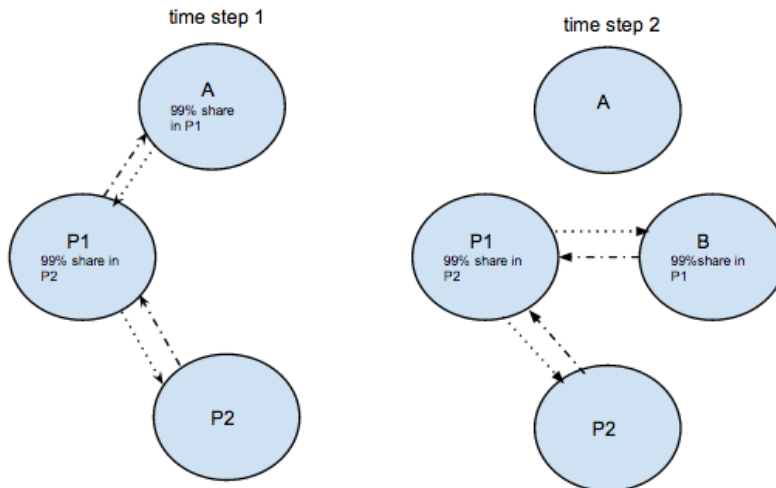 time step 1
A
99% share
in P1
P1
99% share in
P2
P2
time step 2
A
P1
99% share in
P2
B
99%share in
P1
P2